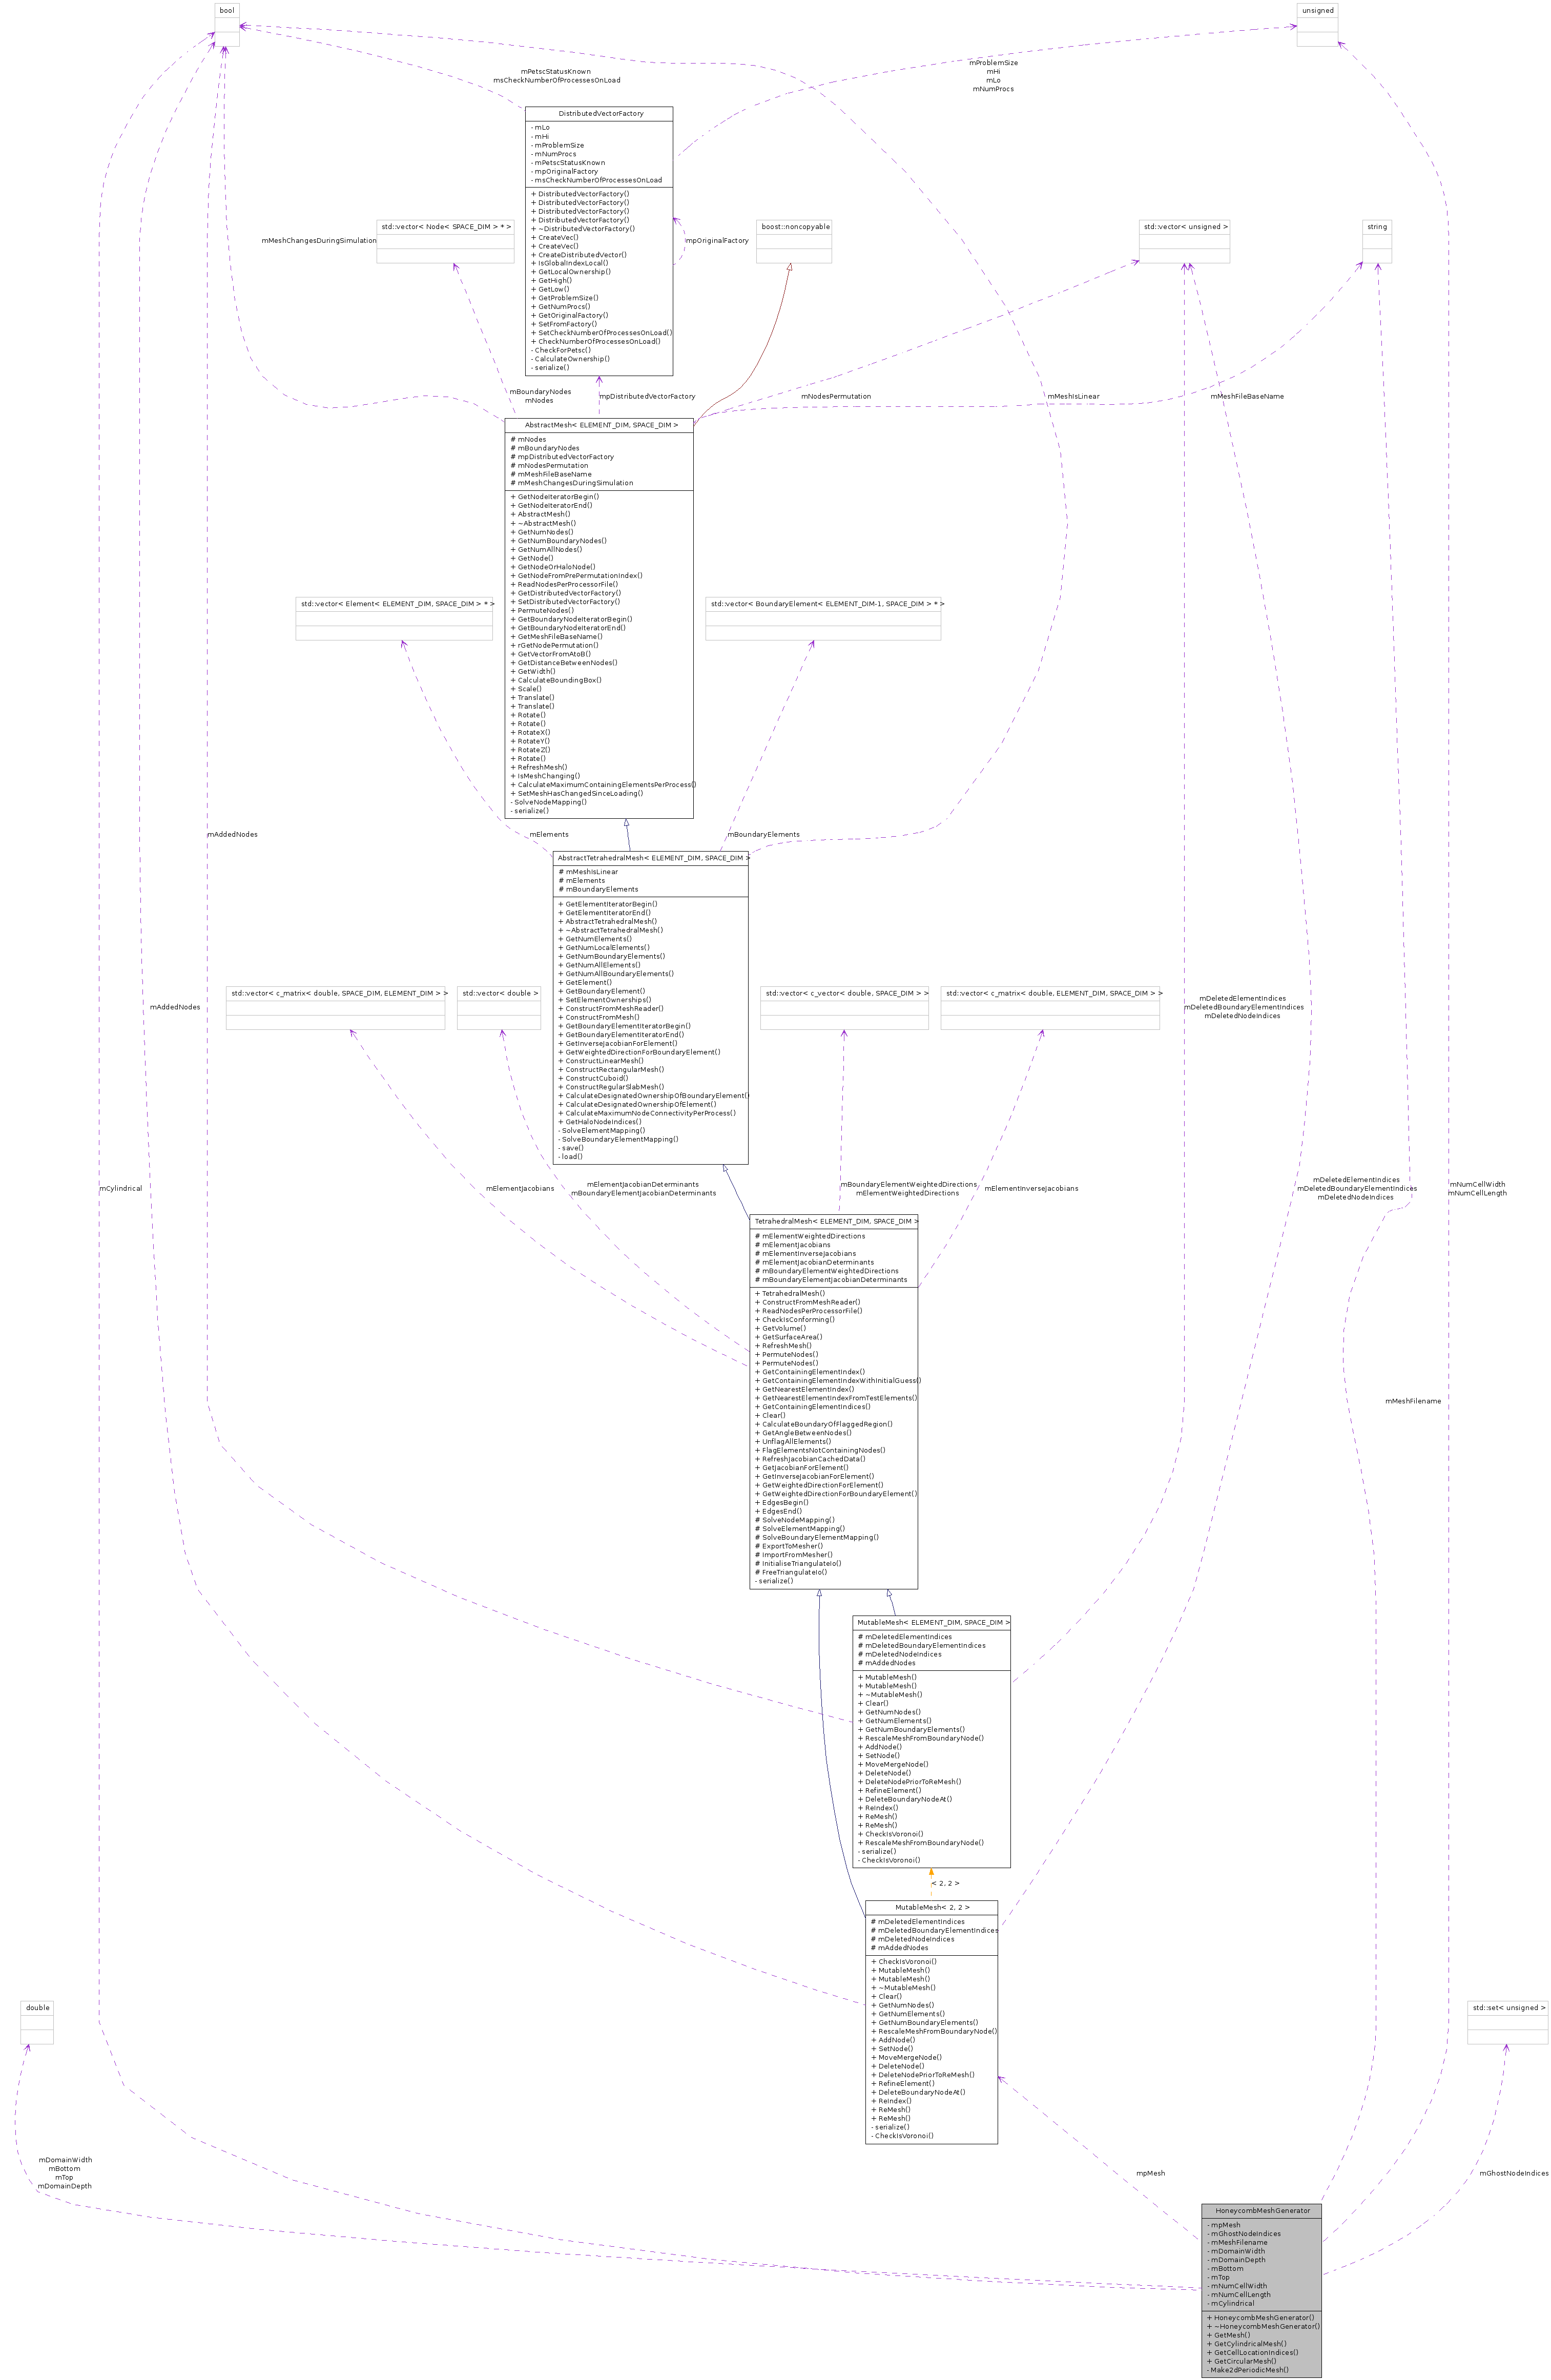 bool
unsigned
mPetscStatusKnown
msCheckNumberOfProcessesOnLoad
mProblemSize
mHi
mLo
mNumProcs
DistributedVectorFactory
- mLo
- mHi
- mProblemSize
- mNumProcs
- mPetscStatusKnown
- mpOriginalFactory
- msCheckNumberOfProcessesOnLoad
+ DistributedVectorFactory()
+ DistributedVectorFactory()
+ DistributedVectorFactory()
+ DistributedVectorFactory()
+ ~DistributedVectorFactory()
+ CreateVec()
+ CreateVec()
+ CreateDistributedVector()
+ IsGlobalIndexLocal()
+ GetLocalOwnership()
+ GetHigh()
+ GetLow()
+ GetProblemSize()
+ GetNumProcs()
+ GetOriginalFactory()
+ SetFromFactory()
+ SetCheckNumberOfProcessesOnLoad()
+ CheckNumberOfProcessesOnLoad()
- CheckForPetsc()
- CalculateOwnership()
- serialize()
std::vector< Node< SPACE_DIM > * >
boost::noncopyable
std::vector< unsigned >
string
mMeshChangesDuringSimulation
mpOriginalFactory
mBoundaryNodes
mNodes
mpDistributedVectorFactory
mNodesPermutation
mMeshIsLinear
mMeshFileBaseName
AbstractMesh< ELEMENT_DIM, SPACE_DIM >
# mNodes
# mBoundaryNodes
# mpDistributedVectorFactory
# mNodesPermutation
# mMeshFileBaseName
# mMeshChangesDuringSimulation
+ GetNodeIteratorBegin()
+ GetNodeIteratorEnd()
+ AbstractMesh()
+ ~AbstractMesh()
+ GetNumNodes()
+ GetNumBoundaryNodes()
+ GetNumAllNodes()
+ GetNode()
+ GetNodeOrHaloNode()
+ GetNodeFromPrePermutationIndex()
+ ReadNodesPerProcessorFile()
+ GetDistributedVectorFactory()
+ SetDistributedVectorFactory()
+ PermuteNodes()
+ GetBoundaryNodeIteratorBegin()
+ GetBoundaryNodeIteratorEnd()
+ GetMeshFileBaseName()
+ rGetNodePermutation()
+ GetVectorFromAtoB()
+ GetDistanceBetweenNodes()
+ GetWidth()
+ CalculateBoundingBox()
+ Scale()
+ Translate()
+ Translate()
+ Rotate()
+ Rotate()
+ RotateX()
+ RotateY()
+ RotateZ()
+ Rotate()
+ RefreshMesh()
+ IsMeshChanging()
+ CalculateMaximumContainingElementsPerProcess()
+ SetMeshHasChangedSinceLoading()
- SolveNodeMapping()
- serialize()
std::vector< Element< ELEMENT_DIM, SPACE_DIM > * >
std::vector< BoundaryElement< ELEMENT_DIM-1, SPACE_DIM > * >
mAddedNodes
mElements
mBoundaryElements
AbstractTetrahedralMesh< ELEMENT_DIM, SPACE_DIM >
# mMeshIsLinear
# mElements
# mBoundaryElements
+ GetElementIteratorBegin()
+ GetElementIteratorEnd()
+ AbstractTetrahedralMesh()
+ ~AbstractTetrahedralMesh()
+ GetNumElements()
+ GetNumLocalElements()
+ GetNumBoundaryElements()
+ GetNumAllElements()
+ GetNumAllBoundaryElements()
+ GetElement()
+ GetBoundaryElement()
+ SetElementOwnerships()
+ ConstructFromMeshReader()
+ ConstructFromMesh()
+ GetBoundaryElementIteratorBegin()
+ GetBoundaryElementIteratorEnd()
+ GetInverseJacobianForElement()
+ GetWeightedDirectionForBoundaryElement()
+ ConstructLinearMesh()
+ ConstructRectangularMesh()
+ ConstructCuboid()
+ ConstructRegularSlabMesh()
+ CalculateDesignatedOwnershipOfBoundaryElement()
+ CalculateDesignatedOwnershipOfElement()
+ CalculateMaximumNodeConnectivityPerProcess()
+ GetHaloNodeIndices()
- SolveElementMapping()
- SolveBoundaryElementMapping()
- save()
- load()
mAddedNodes
std::vector< c_matrix< double, SPACE_DIM, ELEMENT_DIM > >
std::vector< double >
std::vector< c_vector< double, SPACE_DIM > >
std::vector< c_matrix< double, ELEMENT_DIM, SPACE_DIM > >
mDeletedElementIndices
mDeletedBoundaryElementIndices
mDeletedNodeIndices
mCylindrical
mElementJacobians
mElementJacobianDeterminants
mBoundaryElementJacobianDeterminants
mBoundaryElementWeightedDirections
mElementWeightedDirections
mElementInverseJacobians
mDeletedElementIndices
mDeletedBoundaryElementIndices
mDeletedNodeIndices
mNumCellWidth
mNumCellLength
TetrahedralMesh< ELEMENT_DIM, SPACE_DIM >
# mElementWeightedDirections
# mElementJacobians
# mElementInverseJacobians
# mElementJacobianDeterminants
# mBoundaryElementWeightedDirections
# mBoundaryElementJacobianDeterminants
+ TetrahedralMesh()
+ ConstructFromMeshReader()
+ ReadNodesPerProcessorFile()
+ CheckIsConforming()
+ GetVolume()
+ GetSurfaceArea()
+ RefreshMesh()
+ PermuteNodes()
+ PermuteNodes()
+ GetContainingElementIndex()
+ GetContainingElementIndexWithInitialGuess()
+ GetNearestElementIndex()
+ GetNearestElementIndexFromTestElements()
+ GetContainingElementIndices()
+ Clear()
+ CalculateBoundaryOfFlaggedRegion()
+ GetAngleBetweenNodes()
+ UnflagAllElements()
+ FlagElementsNotContainingNodes()
+ RefreshJacobianCachedData()
+ GetJacobianForElement()
+ GetInverseJacobianForElement()
+ GetWeightedDirectionForElement()
+ GetWeightedDirectionForBoundaryElement()
+ EdgesBegin()
+ EdgesEnd()
# SolveNodeMapping()
# SolveElementMapping()
# SolveBoundaryElementMapping()
# ExportToMesher()
# ImportFromMesher()
# InitialiseTriangulateIo()
# FreeTriangulateIo()
- serialize()
mMeshFilename
MutableMesh< ELEMENT_DIM, SPACE_DIM >
# mDeletedElementIndices
# mDeletedBoundaryElementIndices
# mDeletedNodeIndices
# mAddedNodes
+ MutableMesh()
+ MutableMesh()
+ ~MutableMesh()
+ Clear()
+ GetNumNodes()
+ GetNumElements()
+ GetNumBoundaryElements()
+ RescaleMeshFromBoundaryNode()
+ AddNode()
+ SetNode()
+ MoveMergeNode()
+ DeleteNode()
+ DeleteNodePriorToReMesh()
+ RefineElement()
+ DeleteBoundaryNodeAt()
+ ReIndex()
+ ReMesh()
+ ReMesh()
+ CheckIsVoronoi()
+ RescaleMeshFromBoundaryNode()
- serialize()
- CheckIsVoronoi()
< 2, 2 >
MutableMesh< 2, 2 >
# mDeletedElementIndices
# mDeletedBoundaryElementIndices
# mDeletedNodeIndices
# mAddedNodes
+ CheckIsVoronoi()
+ MutableMesh()
+ MutableMesh()
+ ~MutableMesh()
+ Clear()
+ GetNumNodes()
+ GetNumElements()
+ GetNumBoundaryElements()
+ RescaleMeshFromBoundaryNode()
+ AddNode()
+ SetNode()
+ MoveMergeNode()
+ DeleteNode()
+ DeleteNodePriorToReMesh()
+ RefineElement()
+ DeleteBoundaryNodeAt()
+ ReIndex()
+ ReMesh()
+ ReMesh()
- serialize()
- CheckIsVoronoi()
double
std::set< unsigned >
mDomainWidth
mBottom
mTop
mDomainDepth
mpMesh
mGhostNodeIndices
HoneycombMeshGenerator
- mpMesh
- mGhostNodeIndices
- mMeshFilename
- mDomainWidth
- mDomainDepth
- mBottom
- mTop
- mNumCellWidth
- mNumCellLength
- mCylindrical
+ HoneycombMeshGenerator()
+ ~HoneycombMeshGenerator()
+ GetMesh()
+ GetCylindricalMesh()
+ GetCellLocationIndices()
+ GetCircularMesh()
- Make2dPeriodicMesh()